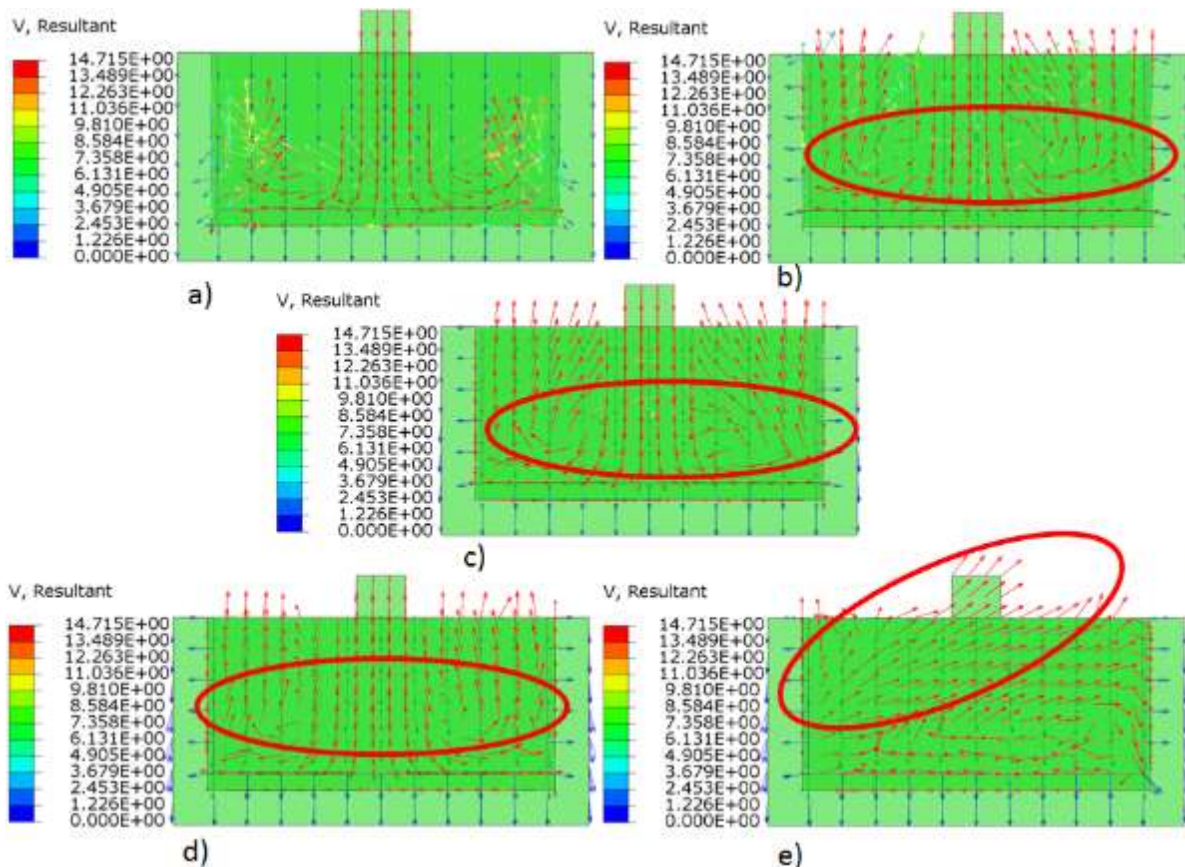 V, Resultant
14.715E+00
13.489E+00
12.263E+00
11.036E+00
9.810E+00
8.584E+00
7.358E+00
6.131E+00
4.905E+00
3.679E+00
2.453E+00
1.226E+00
0.000E+00
a)
V, Resultant
14.715E+00
13.489E+00
12.263E+00
11.036E+00
9.810E+00
8.584E+00
7.358E+00
6.131E+00
4.905E+00
3.679E+00
2.453E+00
1.226E+00
0.000E+00
b)
V, Resultant
14.715E+00
13.489E+00
12.263E+00
11.036E+00
9.810E+00
8.584E+00
7.358E+00
6.131E+00
4.905E+00
3.679E+00
2.453E+00
1.226E+00
0.000E+00
c)
V, Resultant
14.715E+00
13.489E+00
12.263E+00
11.036E+00
9.810E+00
8.584E+00
7.358E+00
6.131E+00
4.905E+00
3.679E+00
2.453E+00
1.226E+00
0.000E+00
d)
V, Resultant
14.715E+00
13.489E+00
12.263E+00
11.036E+00
9.810E+00
8.584E+00
7.358E+00
6.131E+00
4.905E+00
3.679E+00
2.453E+00
1.226E+00
0.000E+00
e)